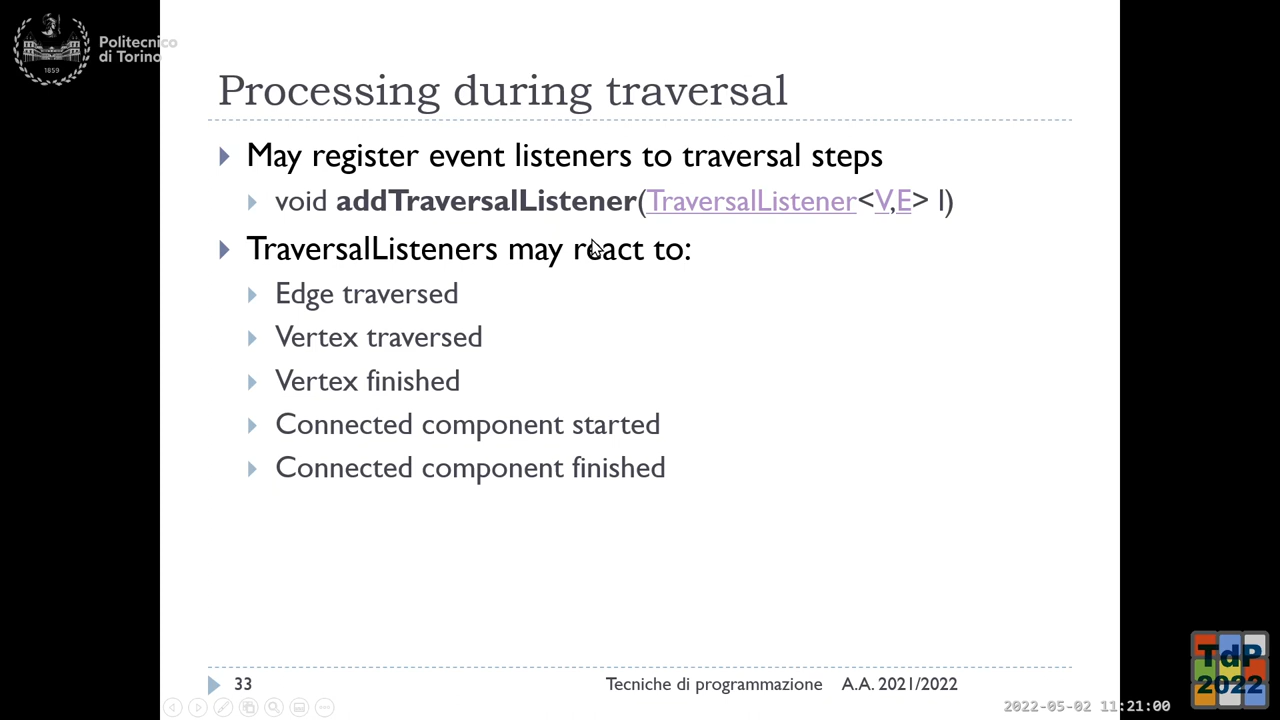 Politecnico
di Torino
1859
Processing during traversal
May register event listeners to traversal steps
void addTraversalListener(TraversalListener<V,E> l)
TraversalListeners may react to:
Edge traversed
Vertex traversed
Vertex finished
Connected component started
Connected component finished
33
Tecniche di programmazione A.A. 2021/2022
TdP
2022
2022-05-02 11:21:00